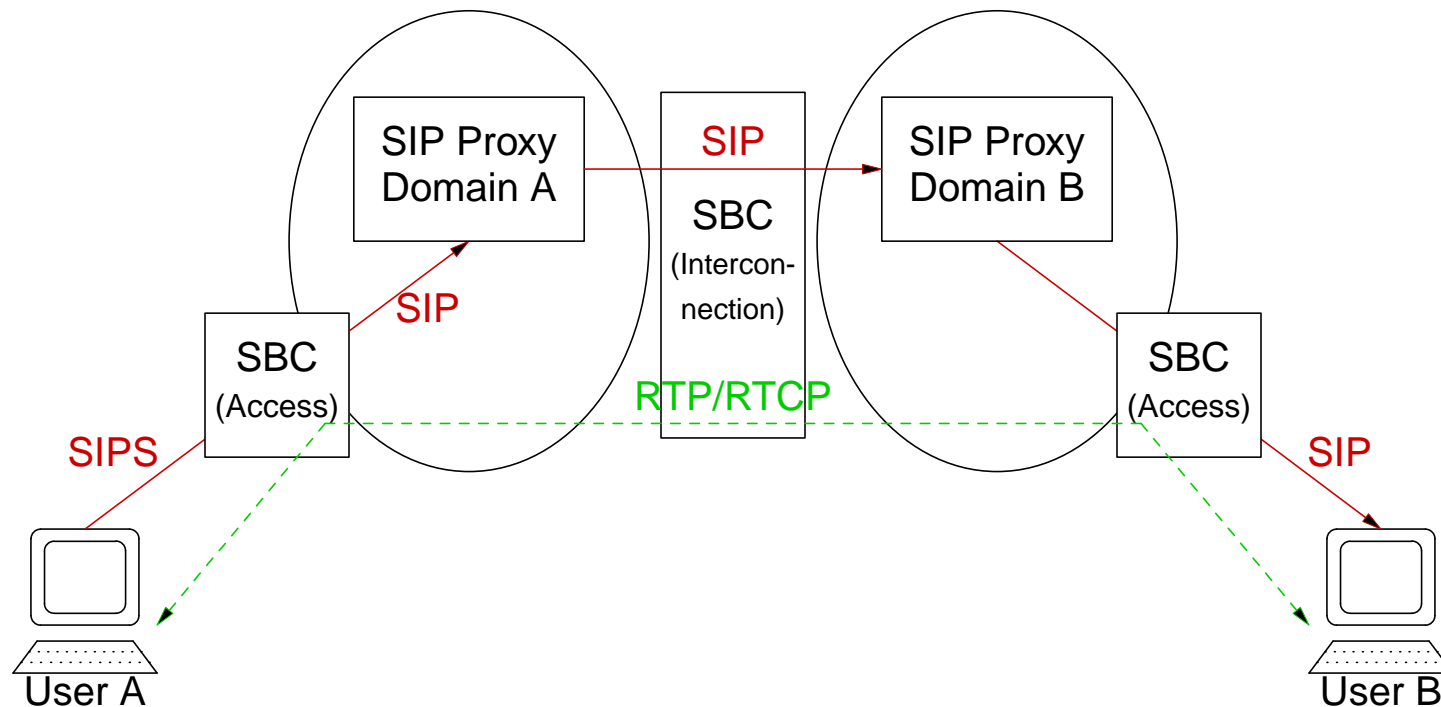 SIP Proxy
Domain A
SIP
SIP Proxy
Domain B
SBC
(Intercon-
nection)
SIP
SBC
(Access)
SBC
(Access)
RTP/RTCP
SIPS
SIP
User A
User B